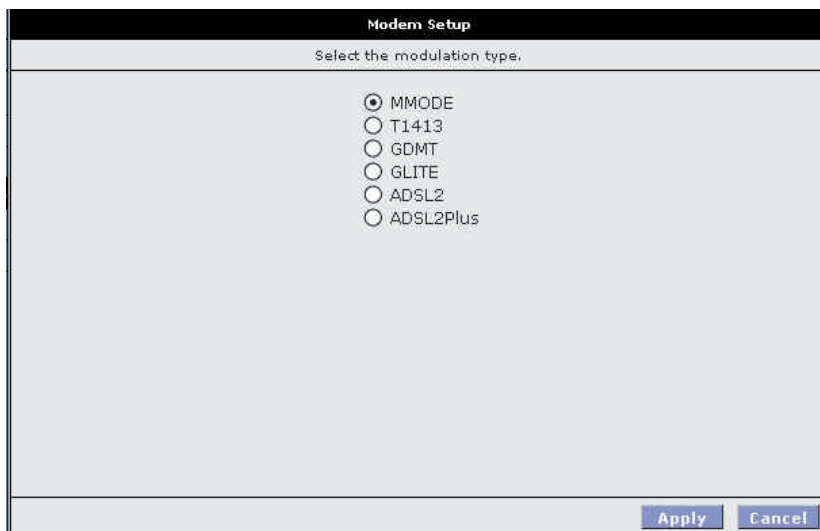 Modem Setup
Select the modulation type.
MMODE
T1413
GDMT
GLITE
ADSL2
ADSL2Plus
Apply Cancel